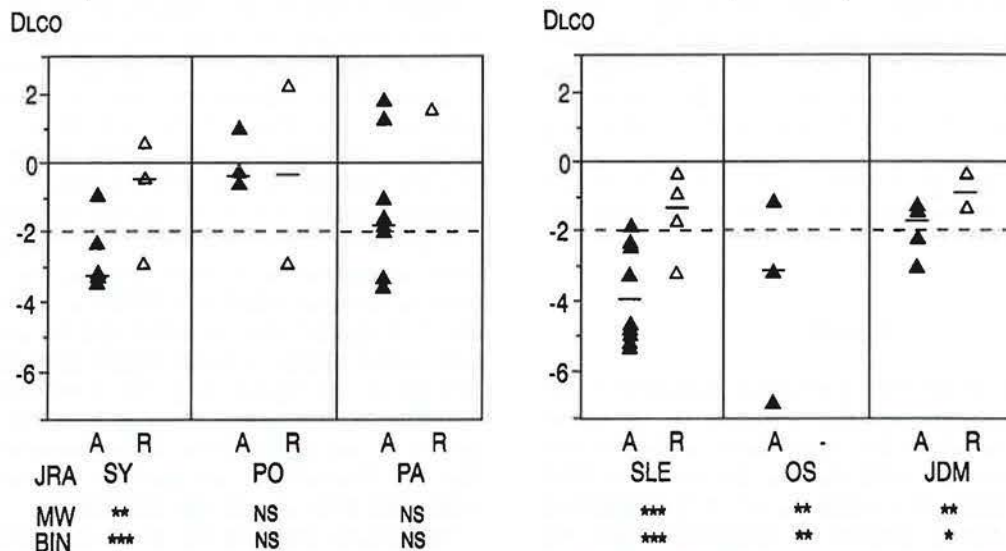 DLCO DLCO
2 2
0 0
-2 -2
-4 -4
-6 -6
A R A R A R A R A - A R
JRA SY PO PA SLE OS JDM
MW ** NS NS *** ** **
BIN *** NS NS *** ** *